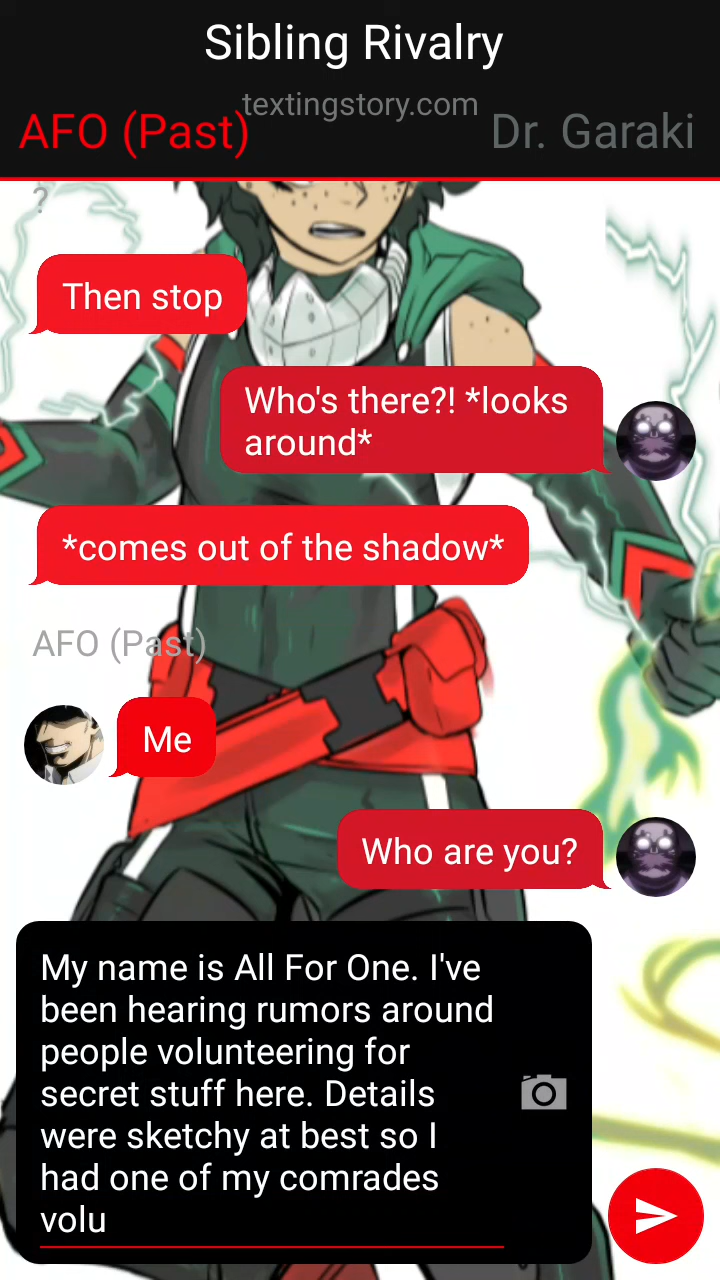 Sibling Rivalry
textingstory.com
AFO (Past)
Dr. Garaki
?
Then stop
Who's there?! *looks
around*
*comes out of the shadow*
AFO (Past)
Me
Who are you?
My name is All For One. I've
been hearing rumors around
people volunteering for
secret stuff here. Details
were sketchy at best so I
had one of my comrades
volu